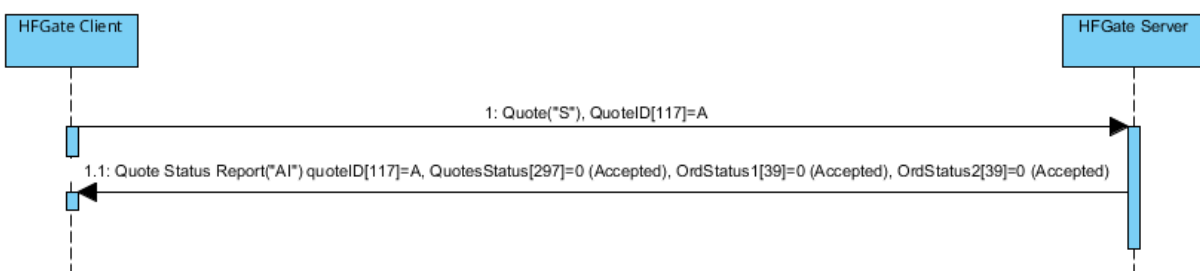 HFGate Client
HFGate Server
1: Quote("S"), QuoteID[117]=A
1.1: Quote Status Report("AI") quoteID[117]=A, QuotesStatus[297]=0 (Accepted), OrdStatus1[39]=0 (Accepted), OrdStatus2[39]=0 (Accepted)